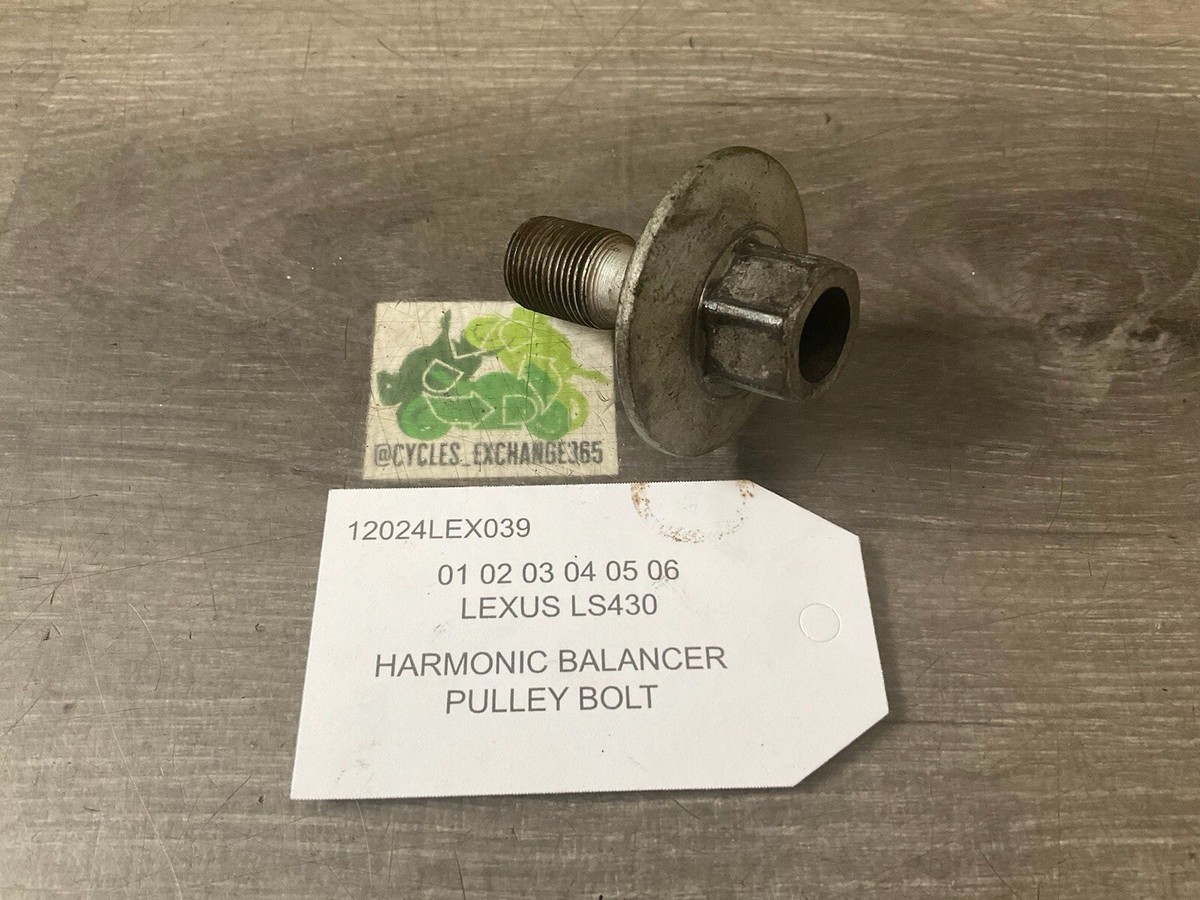 @CYCLES_EXCHANGE365
12024LEX039
01 02 03 04 05 06
LEXUS LS430
HARMONIC BALANCER
PULLEY BOLT